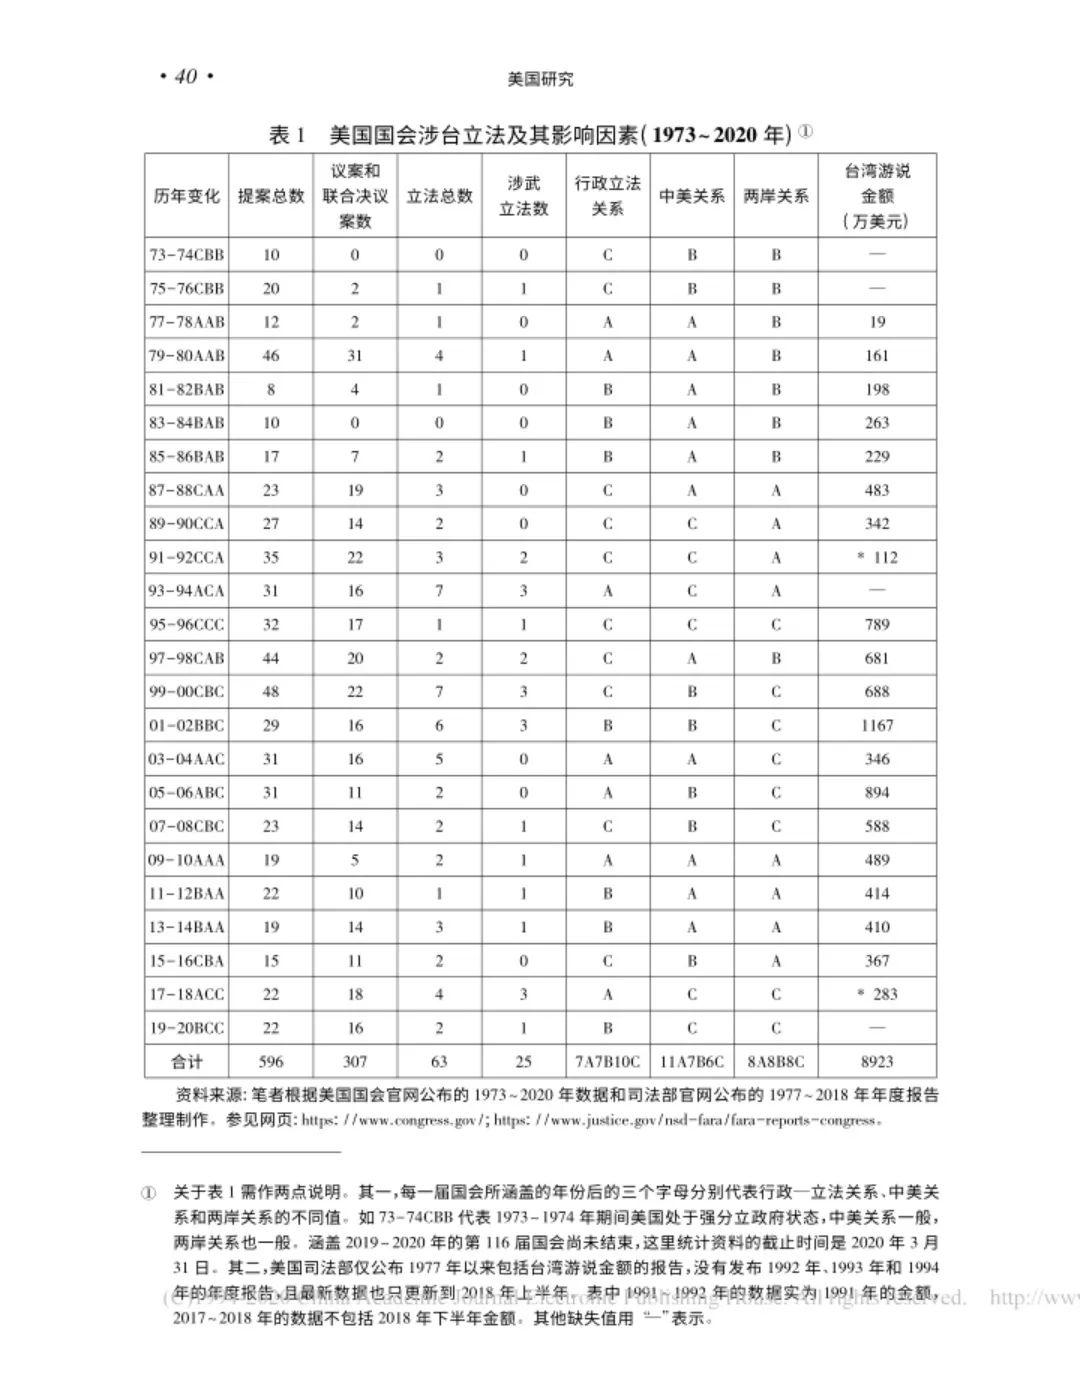 · 40 ·
美国研究
表 1 美国国会涉台立法及其影响因素( 1973~2020 年) ①
历年变化 提案总数 议案和联合决议案数 立法总数 涉武立法数 行政立法关系 中美关系 两岸关系 台湾游说金额(万美元)
73-74CBB 10 0 0 0 C B B —
75-76CBB 20 2 1 1 C B B —
77-78AAB 12 2 1 0 A A B 19
79-80AAB 46 31 4 1 A A B 161
81-82BAB 8 4 1 0 B A B 198
83-84BAB 10 0 0 0 B A B 263
85-86BAB 17 7 2 1 B A B 229
87-88CAA 23 19 3 0 C A A 483
89-90CCA 27 14 2 0 C C A 342
91-92CCA 35 22 3 2 C C A * 112
93-94ACA 31 16 7 3 A C A —
95-96CCC 32 17 1 1 C C C 789
97-98CAB 44 20 2 2 C A B 681
99-00CBC 48 22 7 3 C B C 688
01-02BBC 29 16 6 3 B B C 1167
03-04AAC 31 16 5 0 A A C 346
05-06ABC 31 11 2 0 A B C 894
07-08CBC 23 14 2 1 C B C 588
09-10AAA 19 5 2 1 A A A 489
11-12BAA 22 10 1 1 B A A 414
13-14BAA 19 14 3 1 B A A 410
15-16CBA 15 11 2 0 C B A 367
17-18ACC 22 18 4 3 A C C * 283
19-20BCC 22 16 2 1 B C C —
合计 596 307 63 25 7A7B10C 11A7B6C 8A8B8C 8923
资料来源: 笔者根据美国国会官网公布的 1973~2020 年数据和司法部官网公布的 1977~2018 年年度报告
整理制作。参见网页: https: //www.congress.gov/; https: //www.justice.gov/nsd-fara/fara-reports-congress。
① 关于表 1 需作两点说明。其一,每一届国会所涵盖的年份后的三个字母分别代表行政—立法关系、中美关
系和两岸关系的不同值。如 73-74CBB 代表 1973~1974 年期间美国处于强分立政府状态,中美关系一般,
两岸关系也一般。涵盖 2019~2020 年的第 116 届国会尚未结束,这里统计资料的截止时间是 2020 年 3 月
31 日。其二,美国司法部仅公布 1977 年以来包括台湾游说金额的报告,没有发布 1992 年、1993 年和 1994
年的年度报告,且最新数据也只更新到 2018 年上半年。表中 1991~1992 年的数据实为 1991 年的金额,
(C)1994-2020 China Academic Journal Electronic Publishing House. All rights reserved. http://www
2017~2018 年的数据不包括 2018 年下半年金额。其他缺失值用“—”表示。